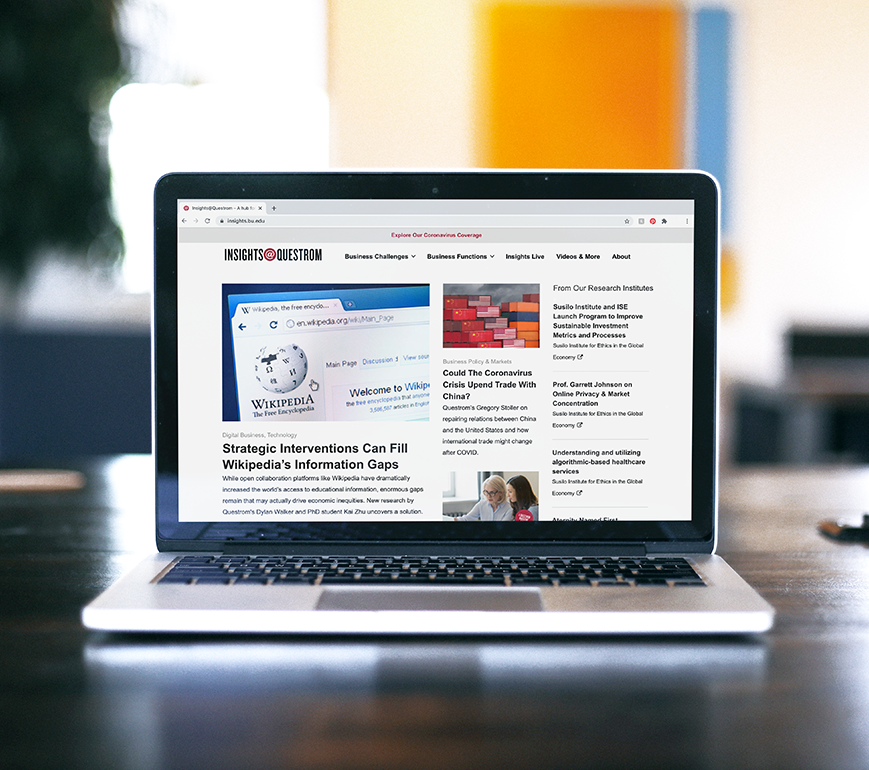 Insights@Questrom - A hub f
insights.bu.edu
Explore Our Coronavirus Coverage
INSIGHTS@QUESTROM
Business Challenges
Business Functions
Insights Live
Videos & More
About
W Wikipedia, the free encyclo...
en.wikipedia.org/wiki/Main_Page
Main Page
Discussion
View sour
WIKIPEDIA
The Free Encyclopedia
Welcome to Wikip
the free encyclopedia that anyone
articles in English
Digital Business, Technology
Strategic Interventions Can Fill
Wikipedia's Information Gaps
While open collaboration platforms like Wikipedia have dramatically
increased the world's access to educational information, enormous gaps
remain that may actually drive economic inequities. New research by
Questrom's Dylan Walker and PhD student Kai Zhu uncovers a solution.
Business Policy & Markets
Could The Coronavirus
Crisis Upend Trade With
China?
Questrom's Gregory Stoller on
repairing relations between China
and the United States and how
international trade might change
after COVID.
From Our Research Institutes
Susilo Institute and ISE
Launch Program to Improve
Sustainable Investment
Metrics and Processes
Susilo Institute for Ethics in the Global
Economy
Prof. Garrett Johnson on
Online Privacy & Market
Concentration
Susilo Institute for Ethics in the Global
Economy
Understanding and utilizing
algorithmic-based healthcare
services
Susilo Institute for Ethics in the Global
Economy